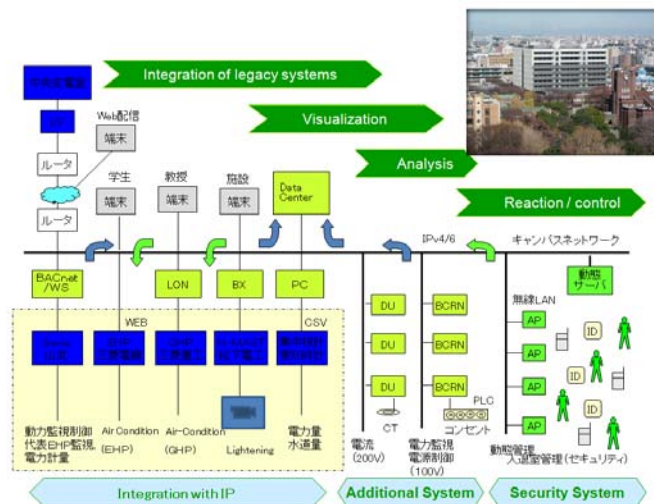 Integration of legacy systems
Visualization
Analysis
Reaction / control
Web配信
端末
ルータ
ルータ
学生
端末
教授
端末
施設
端末
Data
Center
IPv4/6
キャンパスネットワーク
BACnet
/WS
LON
BX
PC
WEB
CSV
動力監視制御
代表EHP監視,
電力計量
Air Condition
(EHP)
Air-Condition
(GHP)
Lightening
電力量
水道量
DU
DU
DU
CT
電流
(200V)
BCRN
BCRN
BCRN
PLC
コンセント
電力監視
電源制御
(100V)
動態
サーバ
無線LAN
AP
AP
AP
AP
ID
ID
ID
動態管理
入退室管理(セキュリティ)
Integration with IP
Additional System
Security System